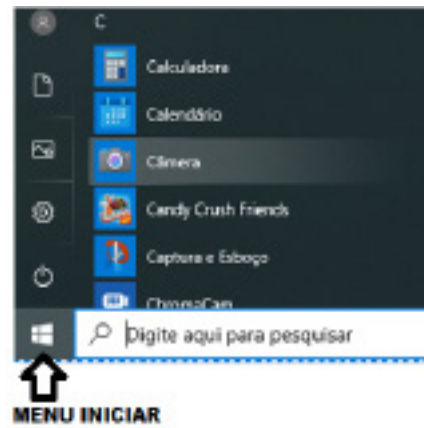 C
Calculadora
Calendário
Câmera
Candy Crush Friends
Captura e Esboço
ChromaCam
Digite aqui para pesquisar
MENU INICIAR